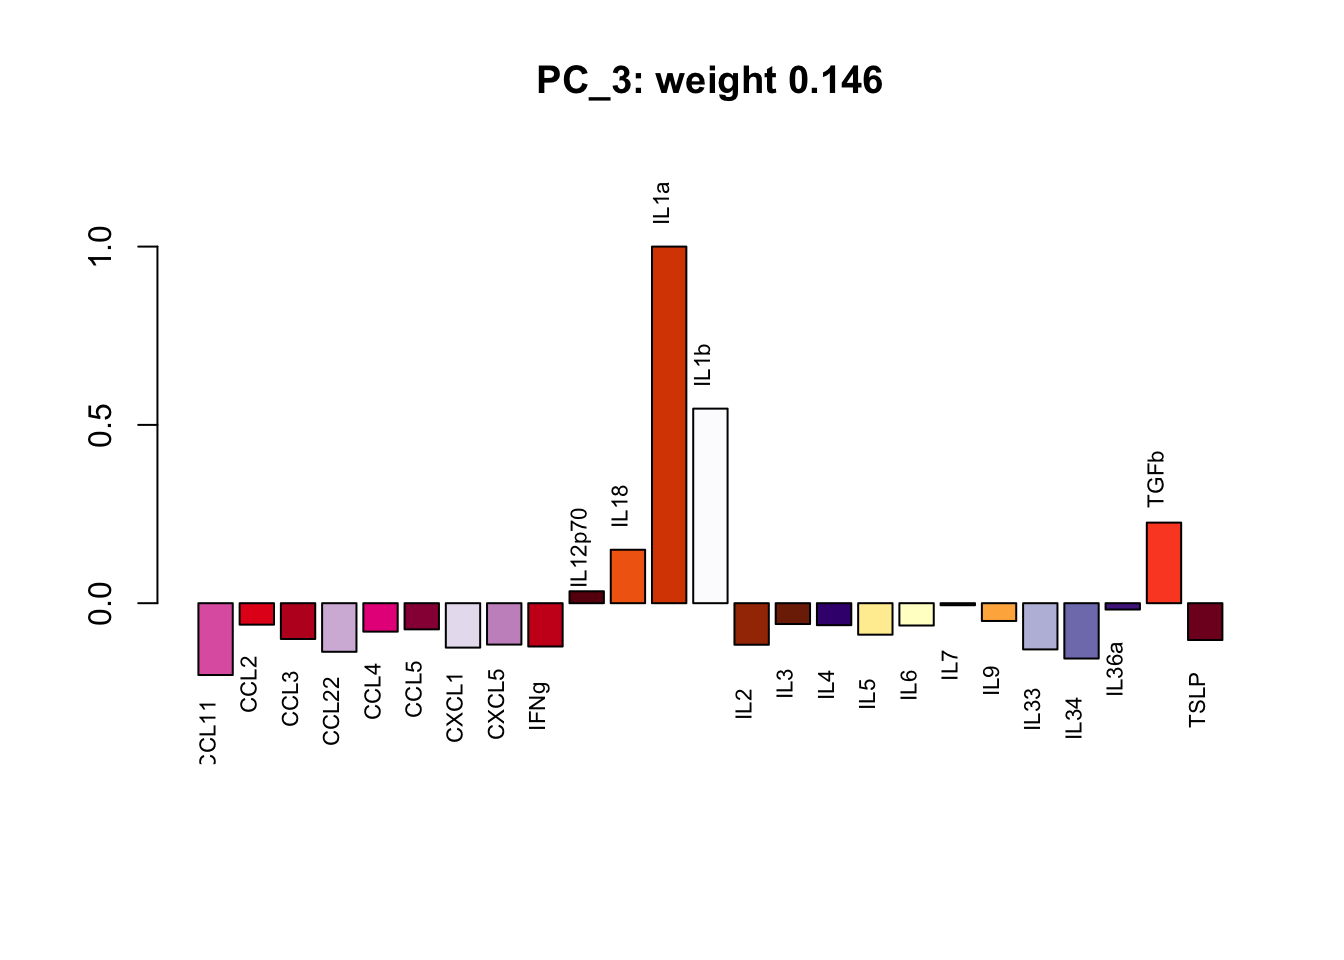 PC_3: weight 0.146
1.0
0.5
0.0
CCL11
CCL2
CCL3
CCL22
CCL4
CCL5
CXCL1
CXCL5
IFNg
IL12p70
IL18
IL1a
IL1b
IL2
IL3
IL4
IL5
IL6
IL7
IL9
IL33
IL34
IL36a
TGFb
TSLP